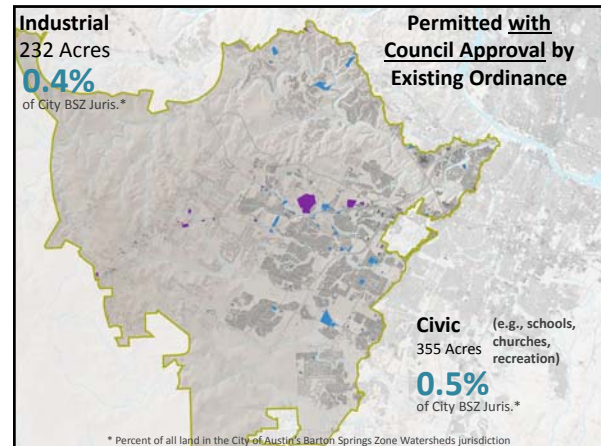 Industrial
232 Acres
0.4%
of City BSZ Juris.*
Permitted with
Council Approval by
Existing Ordinance
Civic
355 Acres
(e.g., schools,
churches,
recreation)
0.5%
of City BSZ Juris.*
* Percent of all land in the City of Austin's Barton Springs Zone Watersheds jurisdiction